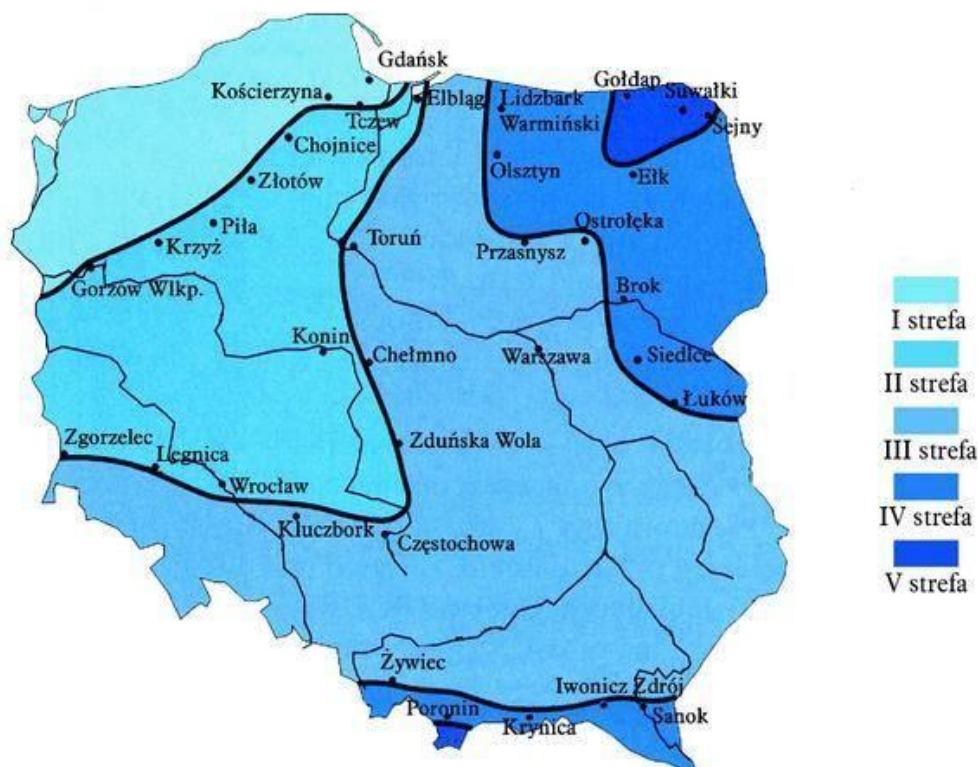 Gdańsk
Kościerzyna
Tczew
Elbląg
Lidzbark
Warmiński
Gołdap
Suwałki
Sejny
Chojnice
Olsztyn
Ełk
Złotów
Piła
Krzyż
Toruń
Ostrołęka
Przasnysz
Gorzów Wlkp.
Brok
I strefa
Konin
Chełmno
Warszawa
Siedlce
II strefa
Łuków
Zgorzelec
Legnica
Zduńska Wola
III strefa
Wrocław
Kluczbork
Częstochowa
IV strefa
V strefa
Żywiec
Iwonicz Zdrój
Poronin
Krynica
Sanok